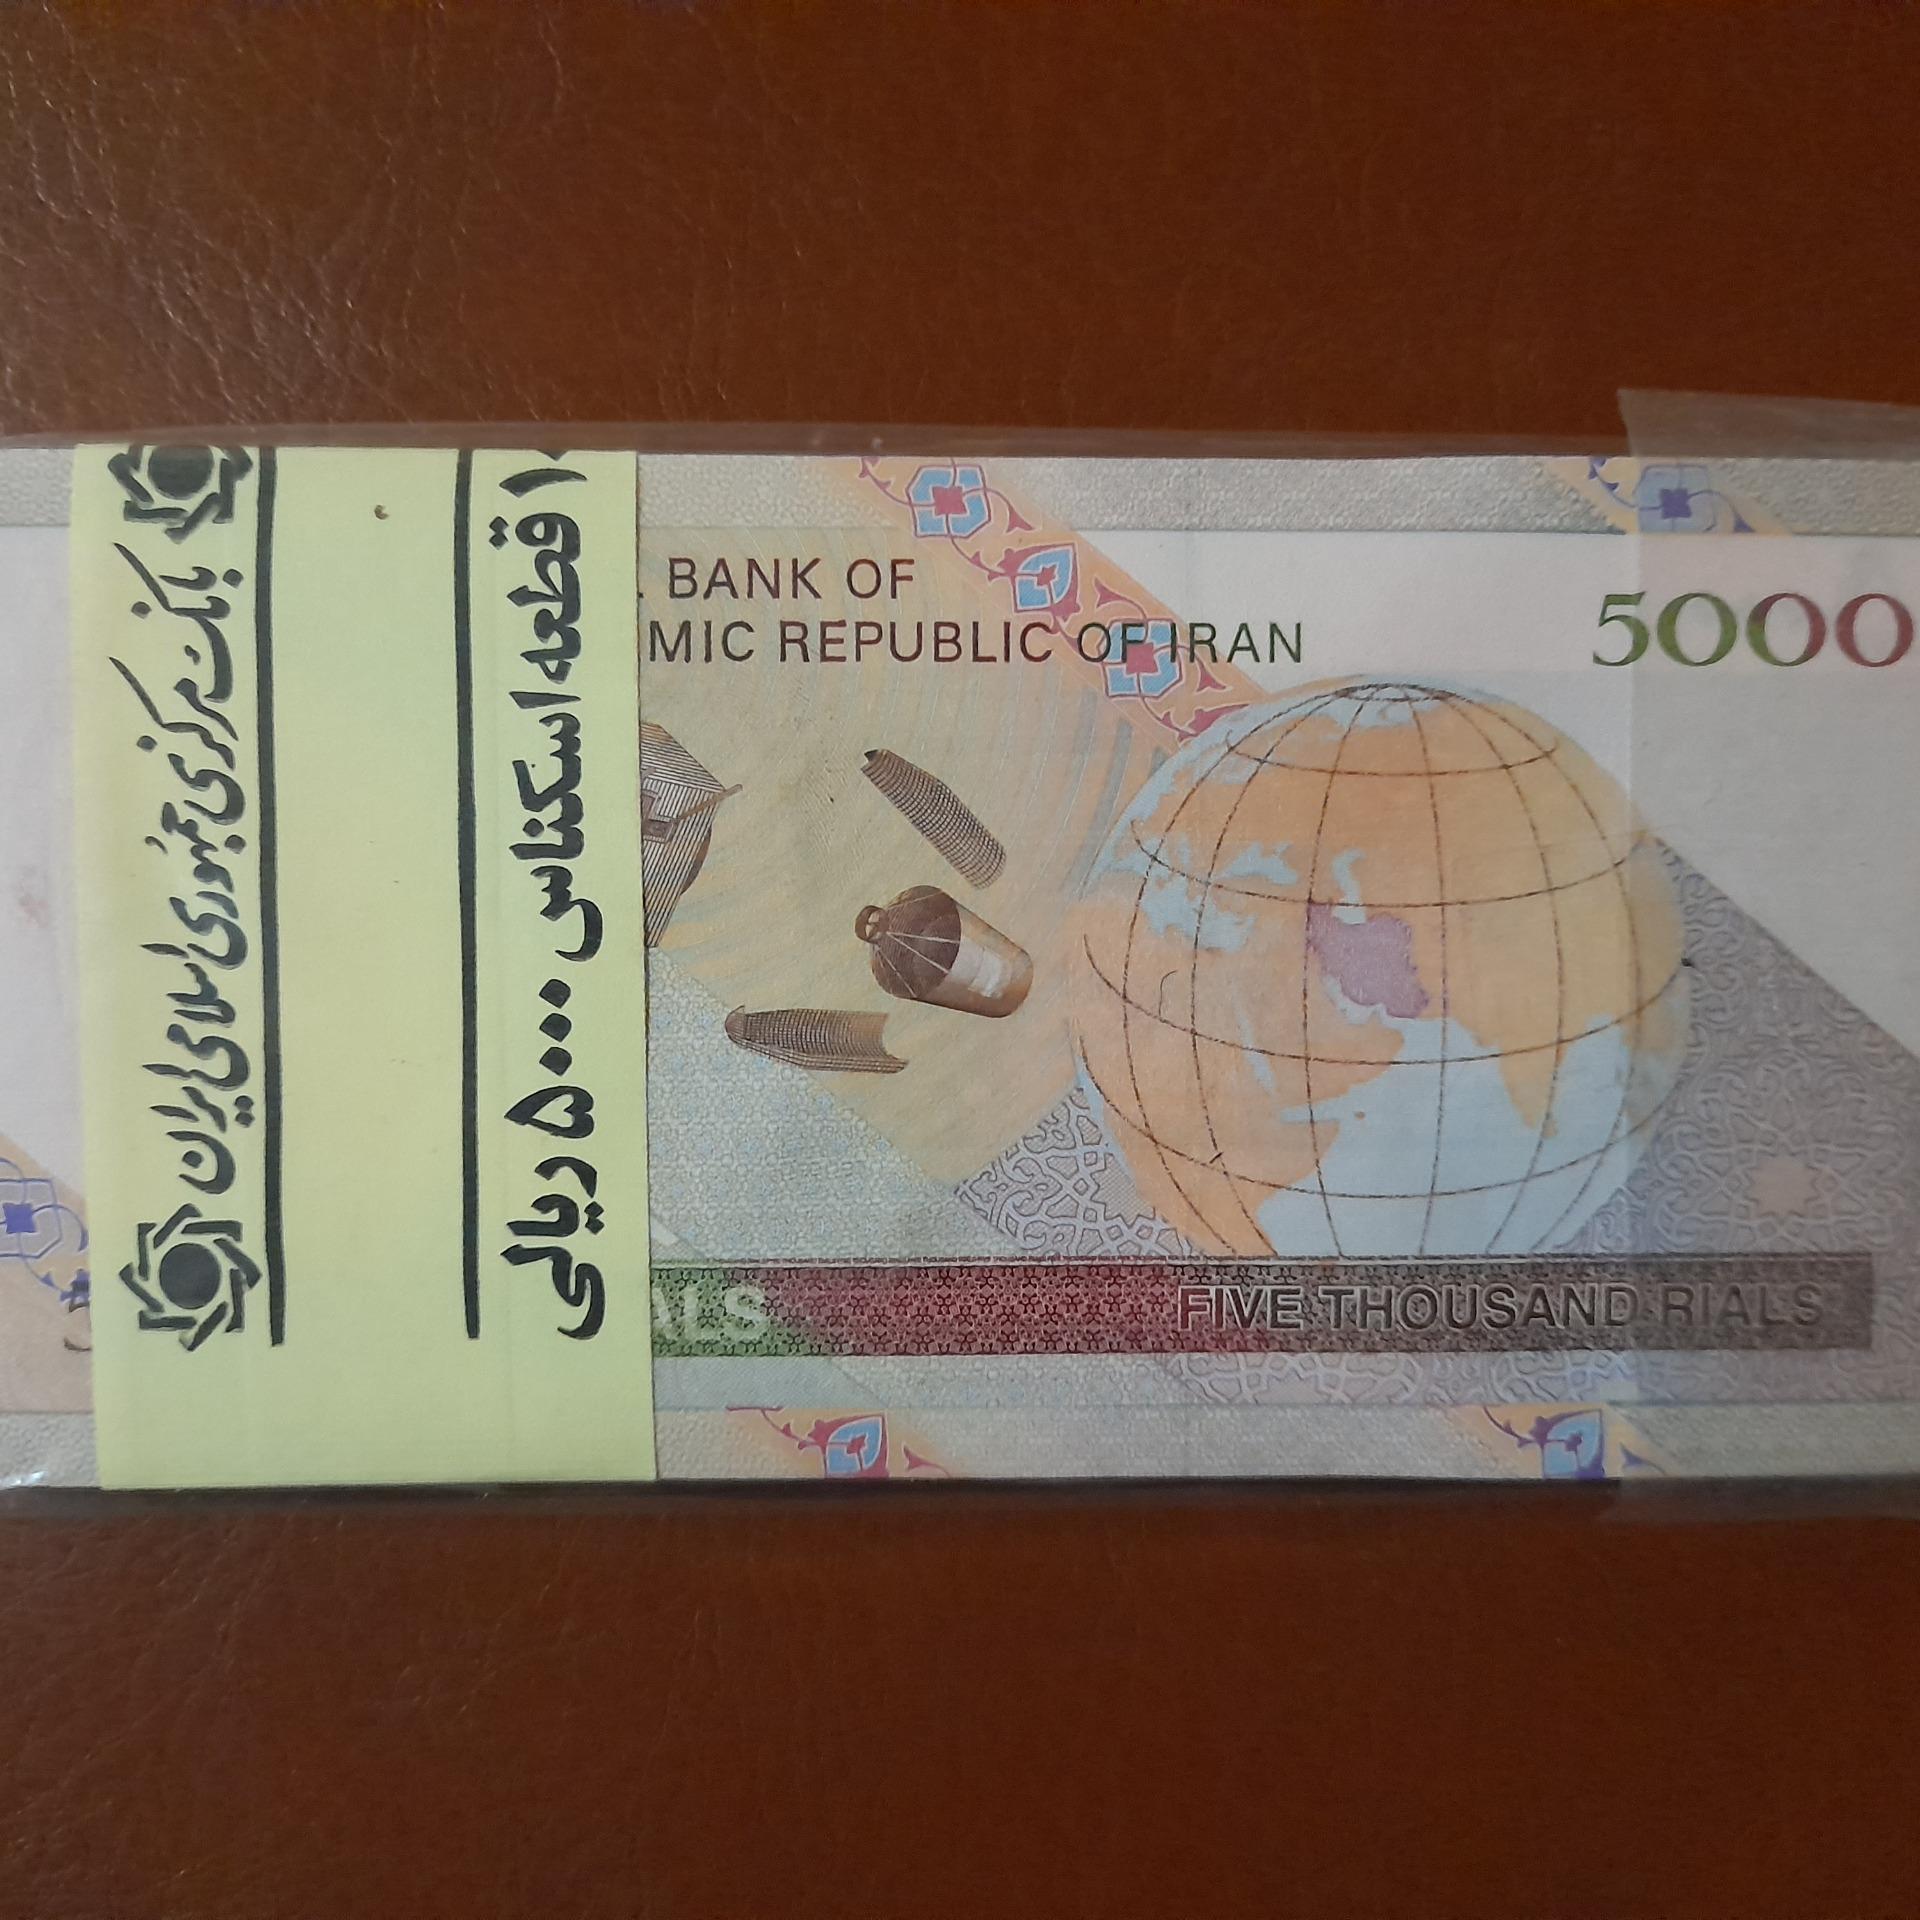 بانک مرکزی جمهوری اسلامی ایران
قطعه اسکناس ۵۰۰۰ ریالی
BANK OF
MIC REPUBLIC OF IRAN
5000
ALS
FIVE THOUSAND RIALS